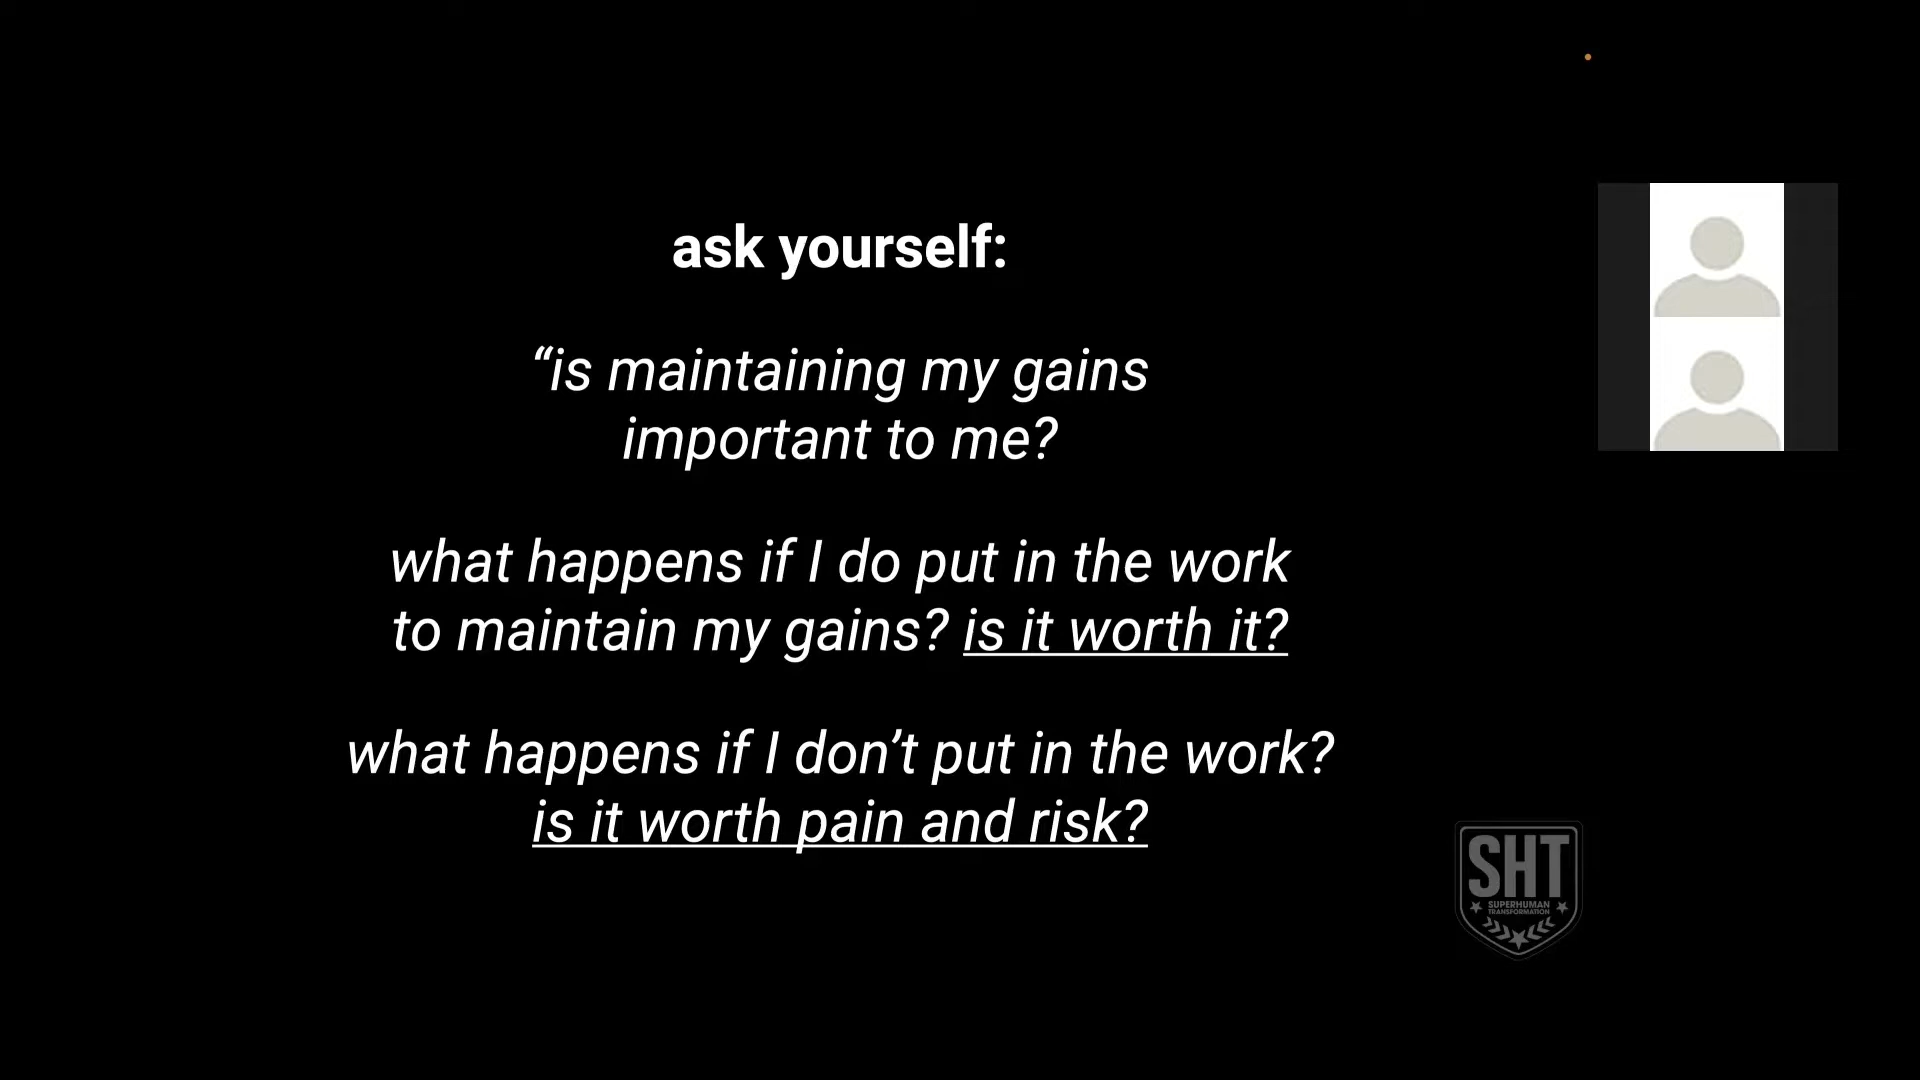 ask yourself:
“is maintaining my gains
important to me?
what happens if I do put in the work
to maintain my gains? is it worth it?
what happens if I don’t put in the work?
is it worth pain and risk?
SHT
SUPERHUMAN
TRANSFORMATION